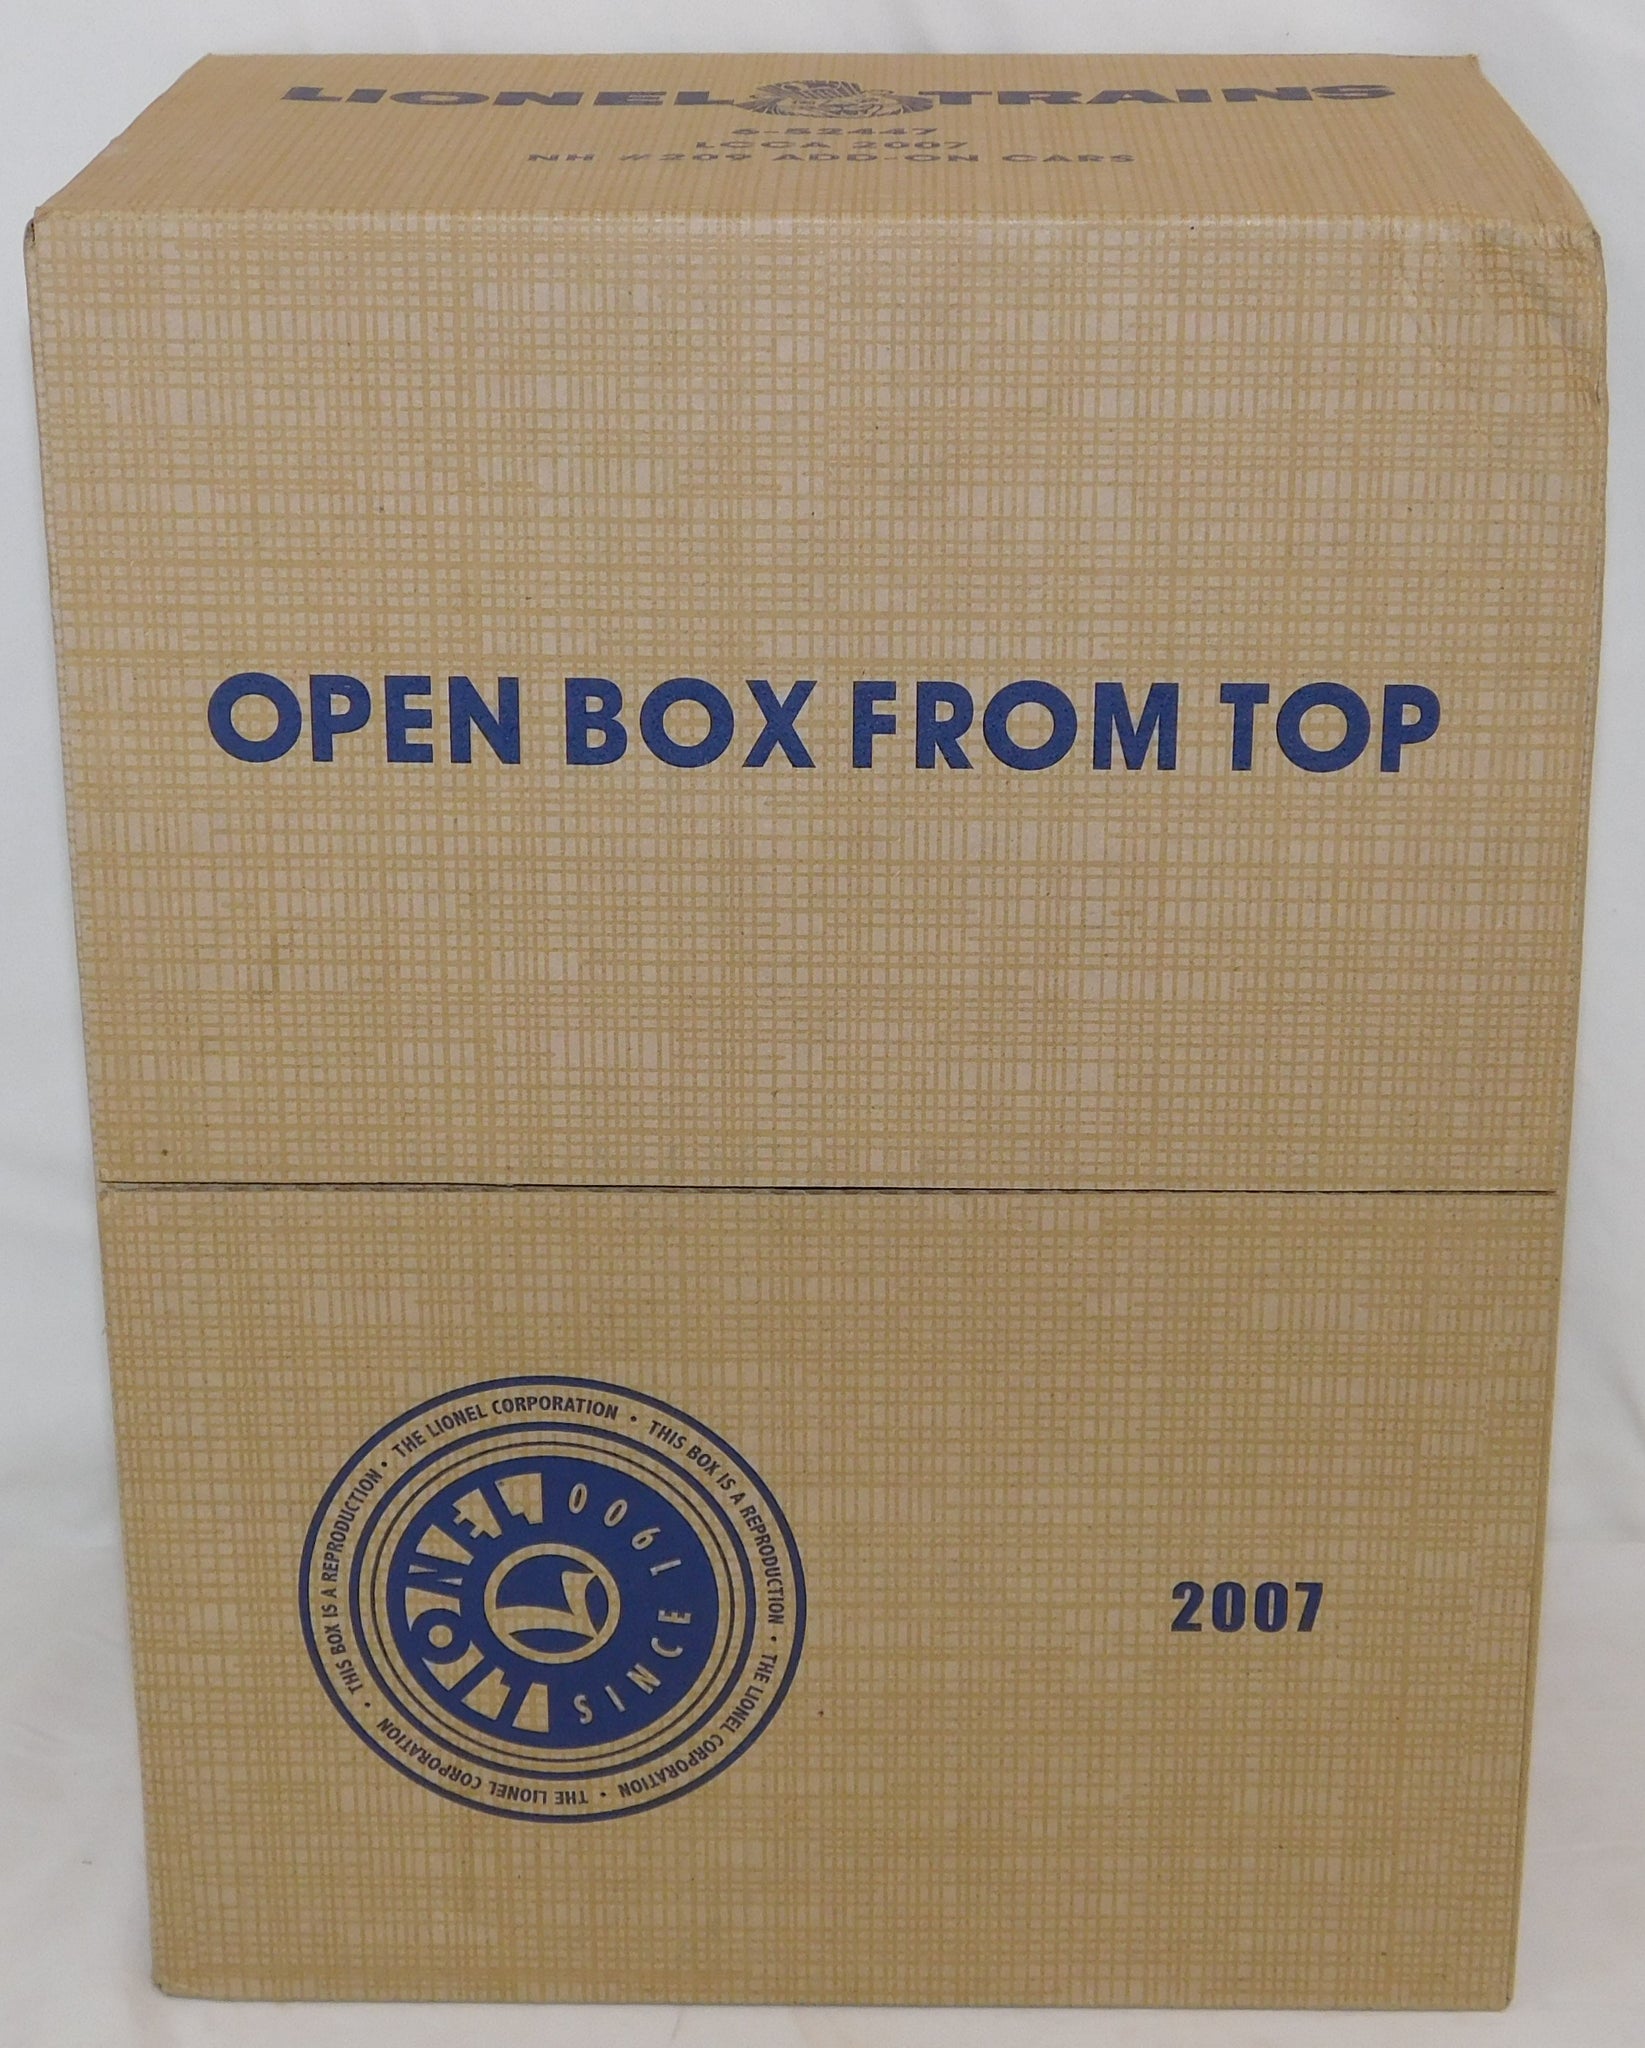 LIONEL TRAINS
6-52447
LCCA 2007
NH #209 ADD-ON CARS
OPEN BOX FROM TOP
THE LIONEL CORPORATION • THIS BOX IS A REPRODUCTION • THE LIONEL CORPORATION • THE LIONEL CORPORATION • THIS BOX IS A REPRODUCTION •
LIONEL
SINCE 1900
L
2007